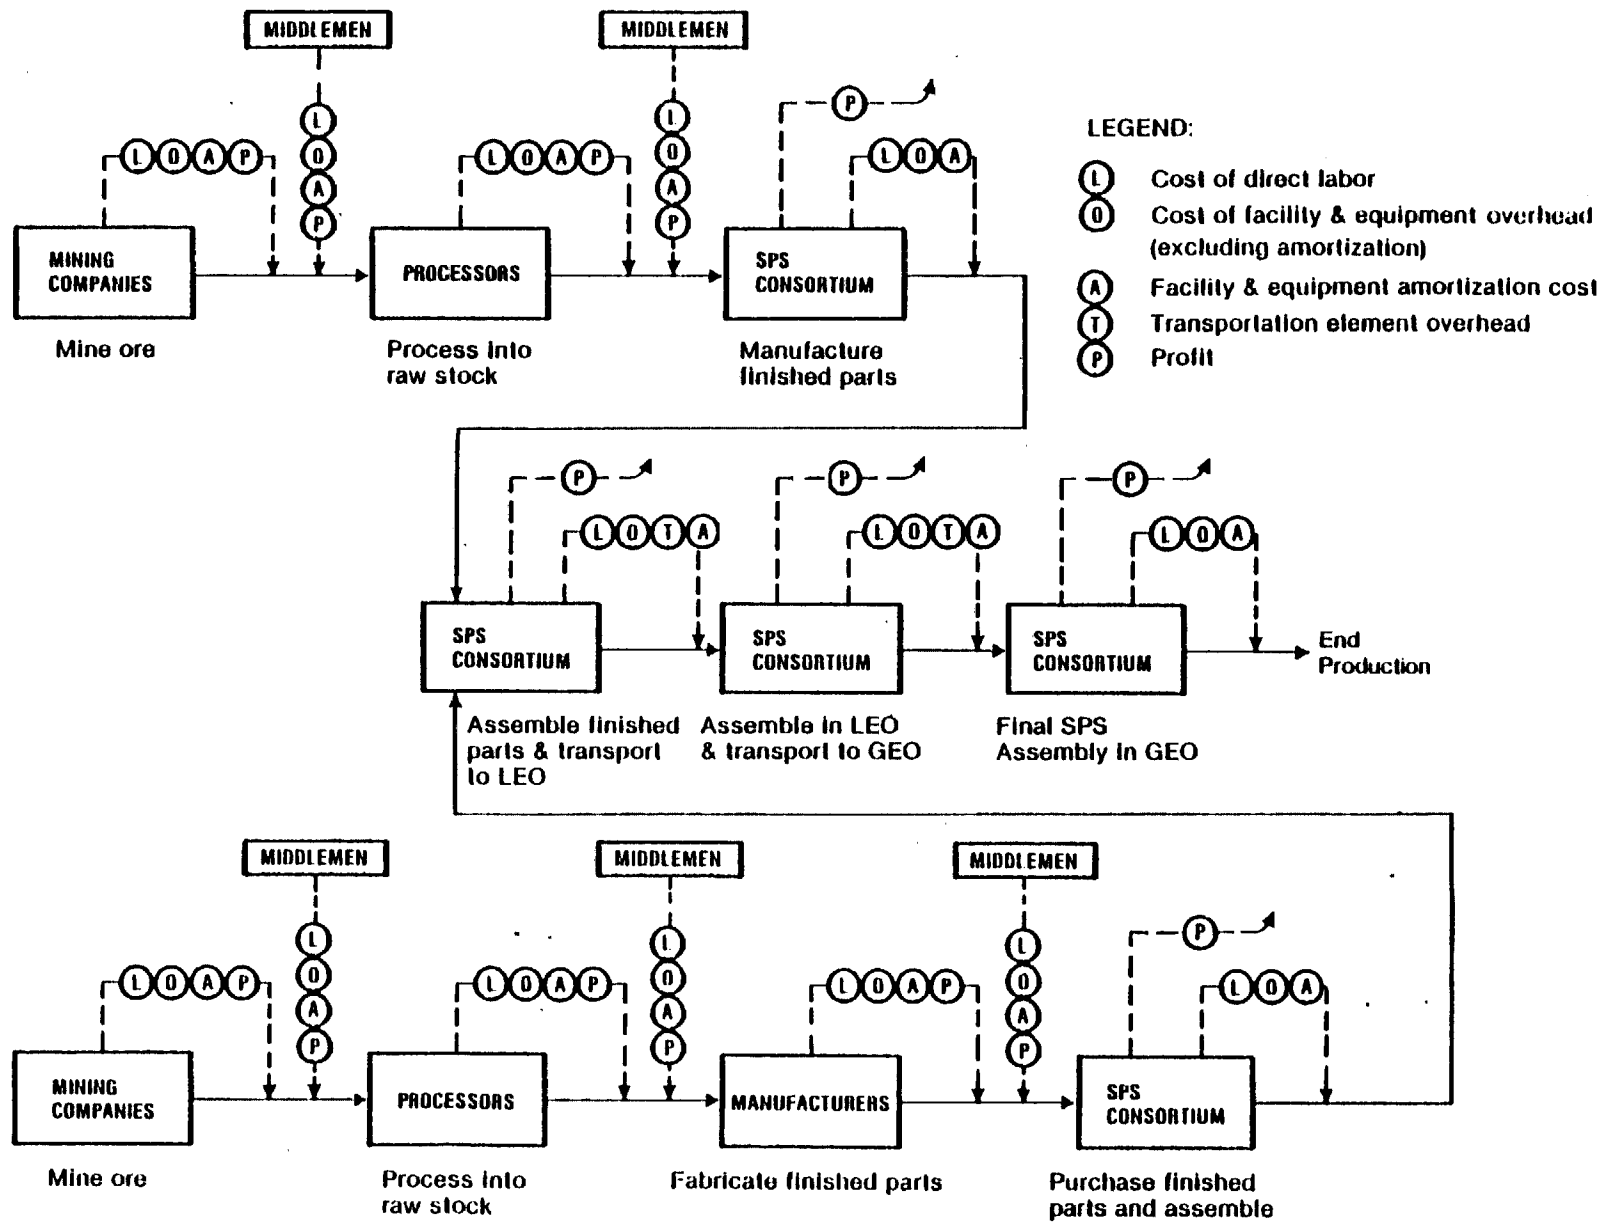 MIDDLEMEN
MIDDLEMEN
L
O
A
P
L
O
A
P
P
L O A P
L O A P
L O A
MINING
COMPANIES
PROCESSORS
SPS
CONSORTIUM
Mine ore
Process into
raw stock
Manufacture
finished parts
LEGEND:
L Cost of direct labor
O Cost of facility & equipment overhead
(excluding amortization)
A Facility & equipment amortization cost
T Transportation element overhead
P Profit
P
P
P
L O T A
L O T A
L O A
SPS
CONSORTIUM
SPS
CONSORTIUM
SPS
CONSORTIUM
End
Production
Assemble finished
parts & transport
to LEO
Assemble in LEO
& transport to GEO
Final SPS
Assembly in GEO
MIDDLEMEN
MIDDLEMEN
MIDDLEMEN
L
O
A
P
L
O
A
P
L
O
A
P
P
L O A P
L O A P
L O A P
L O A
MINING
COMPANIES
PROCESSORS
MANUFACTURERS
SPS
CONSORTIUM
Mine ore
Process into
raw stock
Fabricate finished parts
Purchase finished
parts and assemble